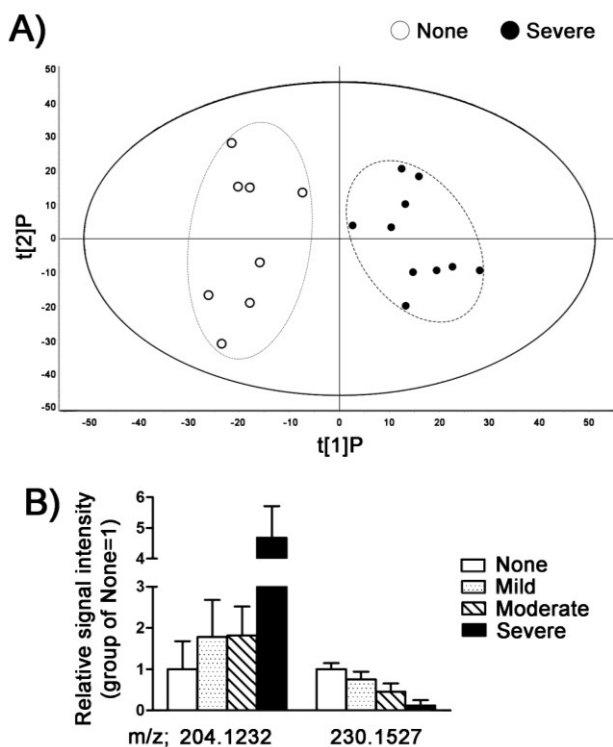 A)
None Severe
50
40
30
20
10
0
-10
-20
-30
-40
-50
t[2]P
-50 -40 -30 -20 -10 0 10 20 30 40 50
t[1]P
B)
Relative signal intensity
(group of None=1)
6
5
4
3
2
1
0
None
Mild
Moderate
Severe
m/z; 204.1232 230.1527